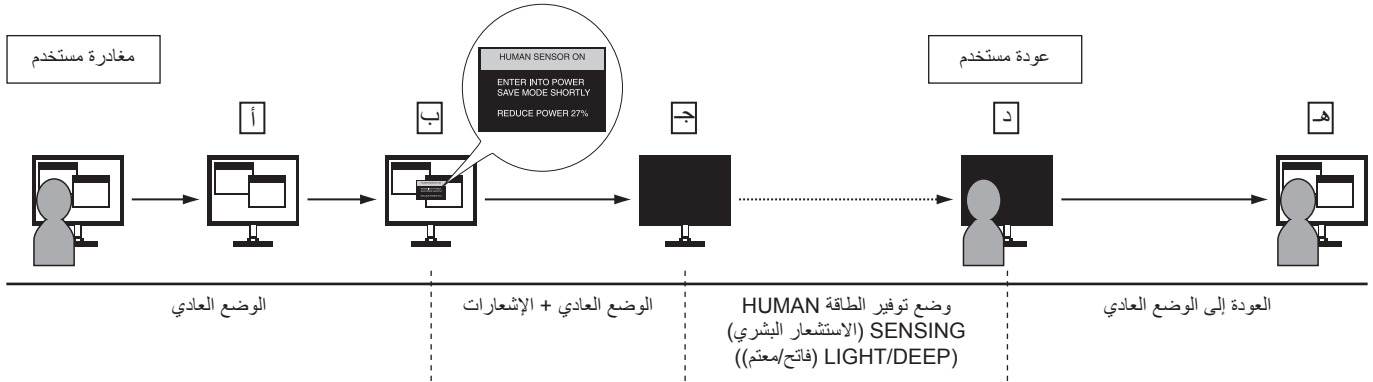 مغادرة مستخدم
HUMAN SENSOR ON
ENTER INTO POWER
SAVE MODE SHORTLY
REDUCE POWER 27%
عودة مستخدم
أ
ب
جـ
د
هـ
الوضع العادي
الوضع العادي + الإشعارات
وضع توفير الطاقة HUMAN
SENSING (الاستشعار البشري)
(LIGHT/DEEP (فاتح/معتم))
العودة إلى الوضع العادي